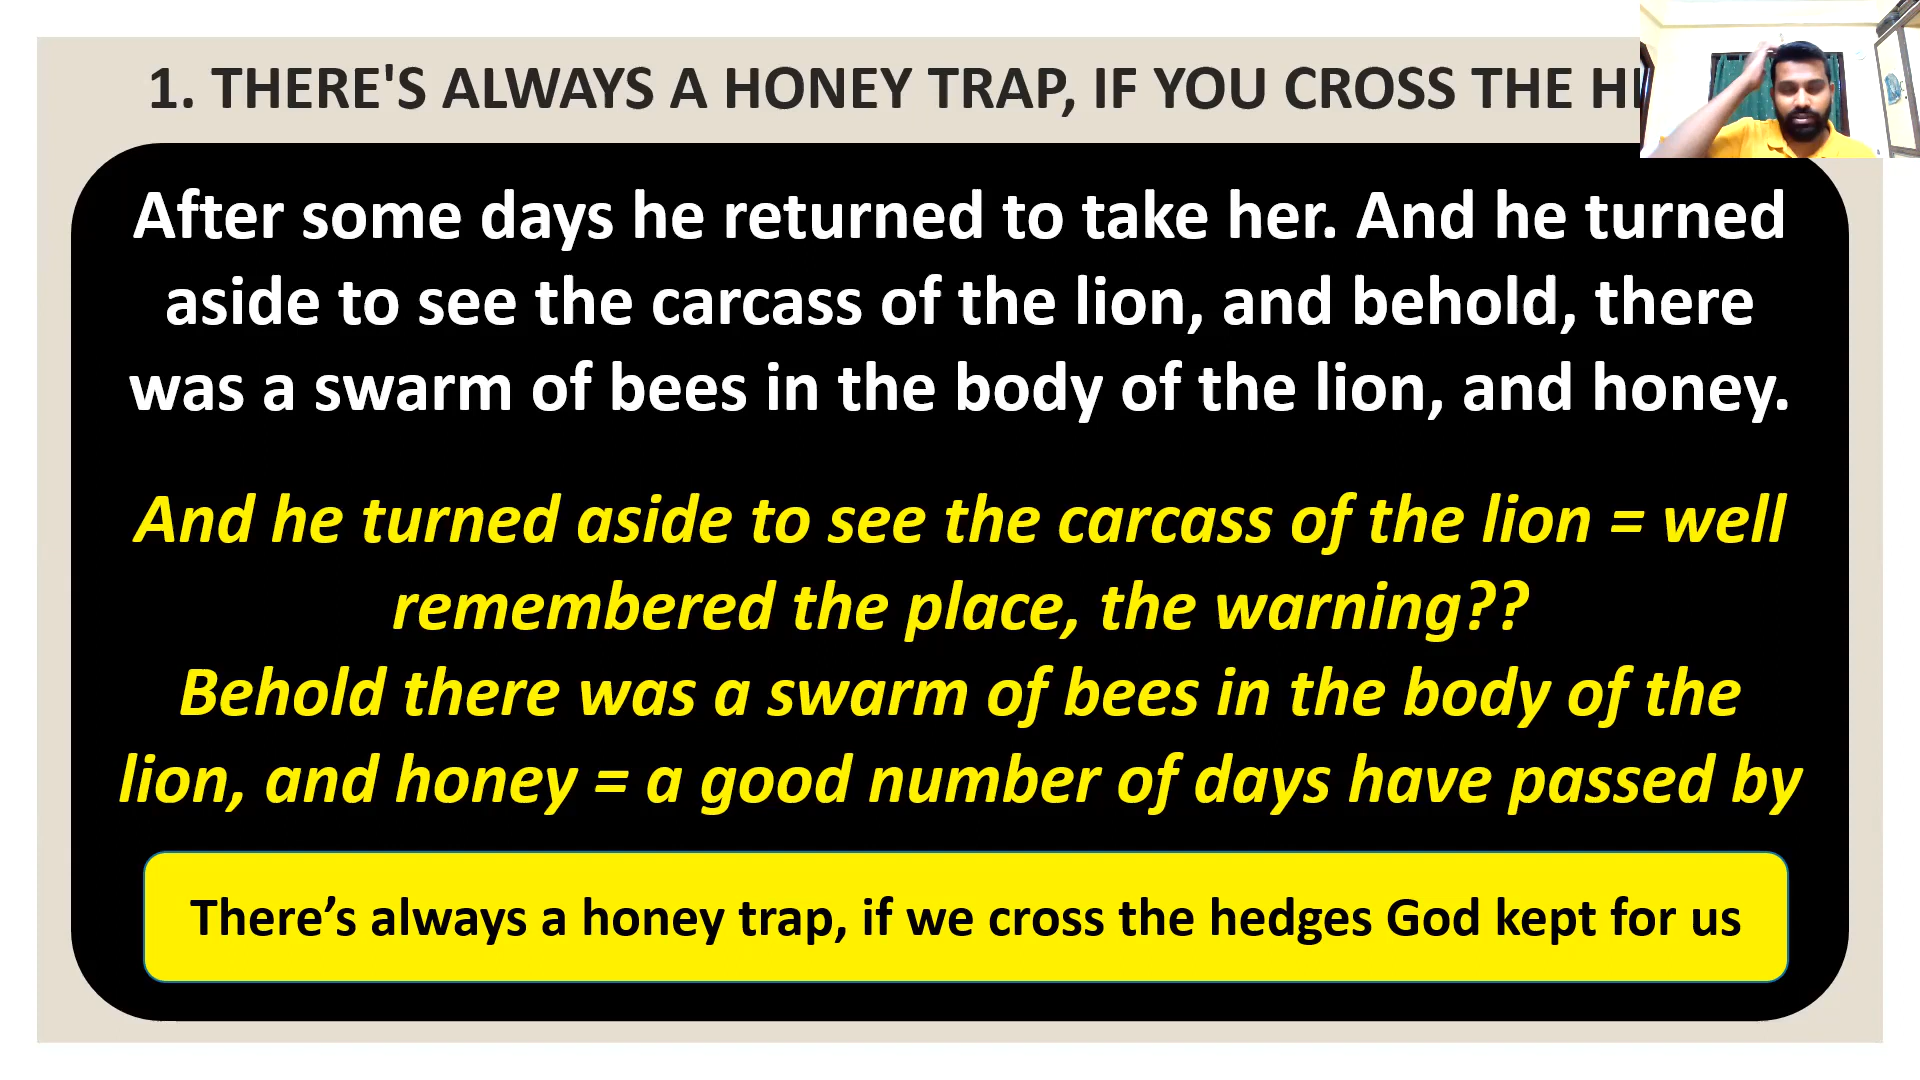 1. THERE'S ALWAYS A HONEY TRAP, IF YOU CROSS THE
After some days he returned to take her. And he turned
aside to see the carcass of the lion, and behold, there
was a swarm of bees in the body of the lion, and honey.
And he turned aside to see the carcass of the lion = well
remembered the place, the warning??
Behold there was a swarm of bees in the body of the
lion, and honey = a good number of days have passed by
There’s always a honey trap, if we cross the hedges God kept for us